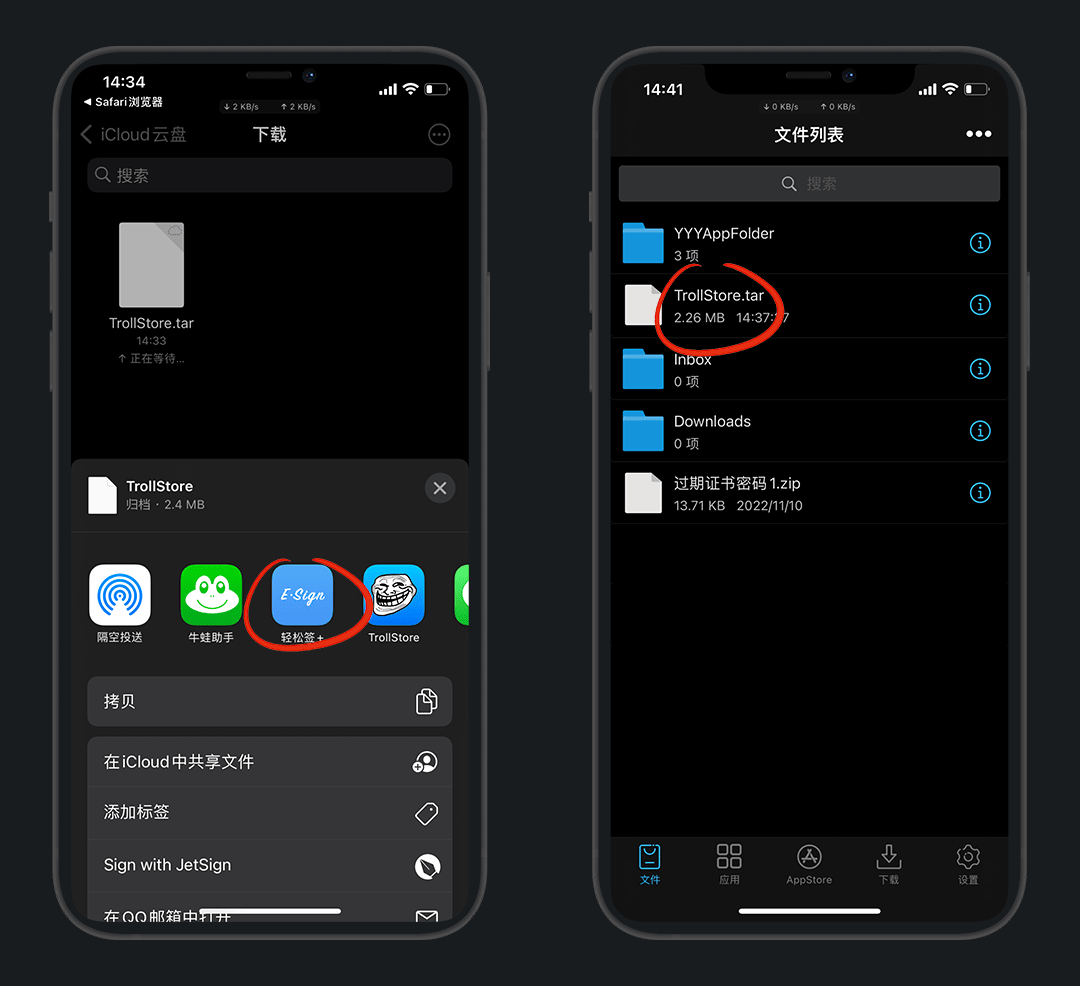 14:34
◀ Safari浏览器
↓ 2 KB/s ↑ 2 KB/s
iCloud云盘
下载
搜索
TrollStore.tar
14:33
↑ 正在等待...
TrollStore
归档 · 2.4 MB
E·Sign
隔空投送
牛蛙助手
轻松签+
TrollStore
拷贝
在iCloud中共享文件
添加标签
Sign with JetSign
在QQ邮箱中打开
14:41
↓ 0 KB/s ↑ 0 KB/s
文件列表
搜索
YYYAppFolder
3 项
TrollStore.tar
2.26 MB 14:37:27
Inbox
0 项
Downloads
0 项
过期证书密码1.zip
13.71 KB 2022/11/10
文件
应用
AppStore
下载
设置